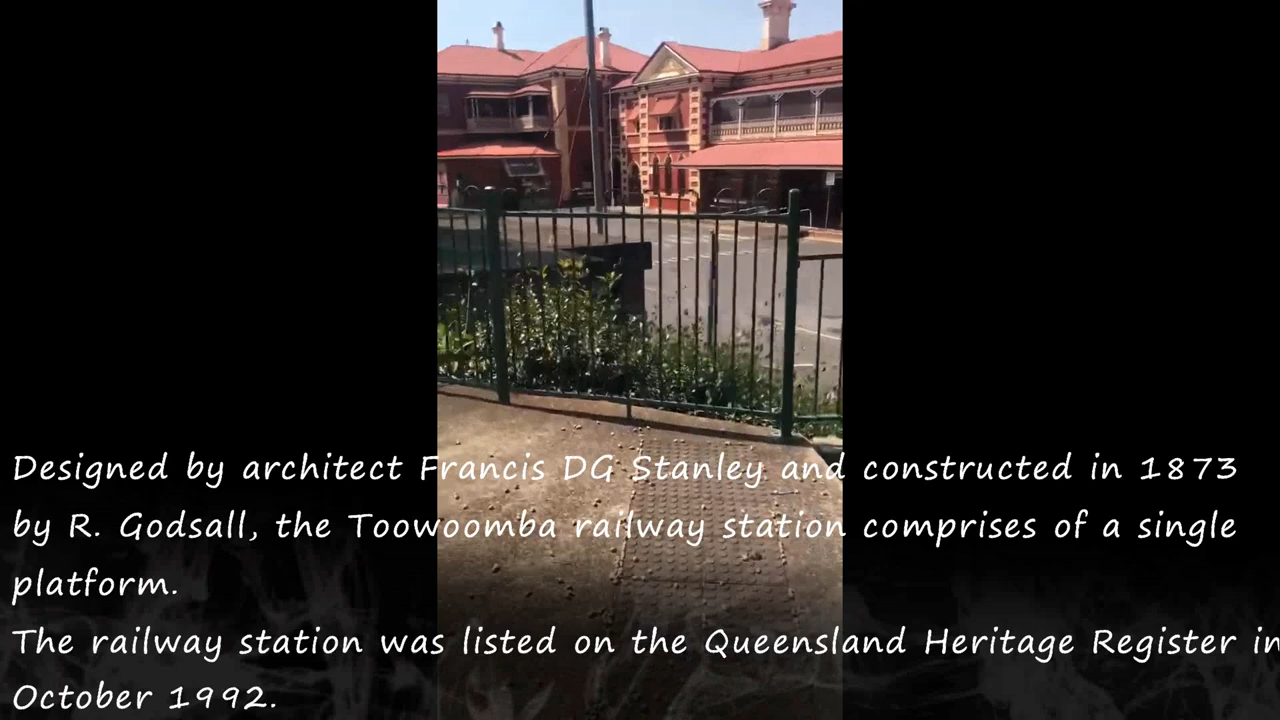 Designed by architect Francis DG Stanley and constructed in 1873
by R. Godsall, the Toowoomba railway station comprises of a single
platform.
The railway station was listed on the Queensland Heritage Register in
October 1992.